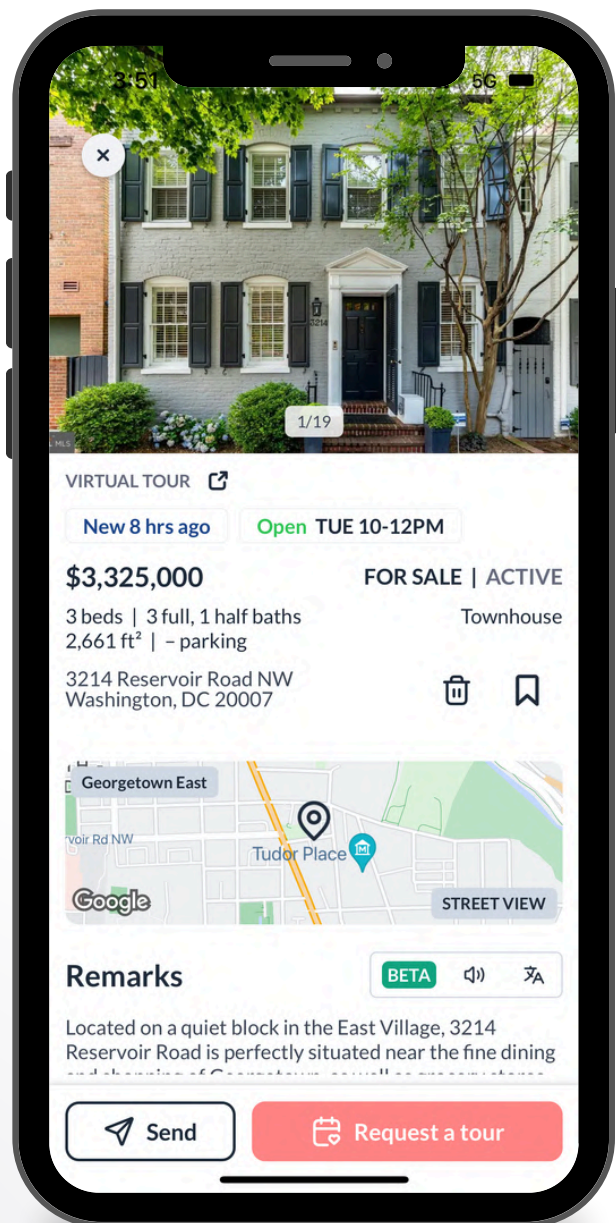 3:51
5G
3214
1/19
MLS
VIRTUAL TOUR
New 8 hrs ago
Open TUE 10-12PM
$3,325,000
FOR SALE | ACTIVE
3 beds | 3 full, 1 half baths
Townhouse
2,661 ft² | – parking
3214 Reservoir Road NW
Washington, DC 20007
Georgetown East
voir Rd NW
Tudor Place
Google
STREET VIEW
Remarks
BETA
Located on a quiet block in the East Village, 3214
Reservoir Road is perfectly situated near the fine dining
Send
Request a tour